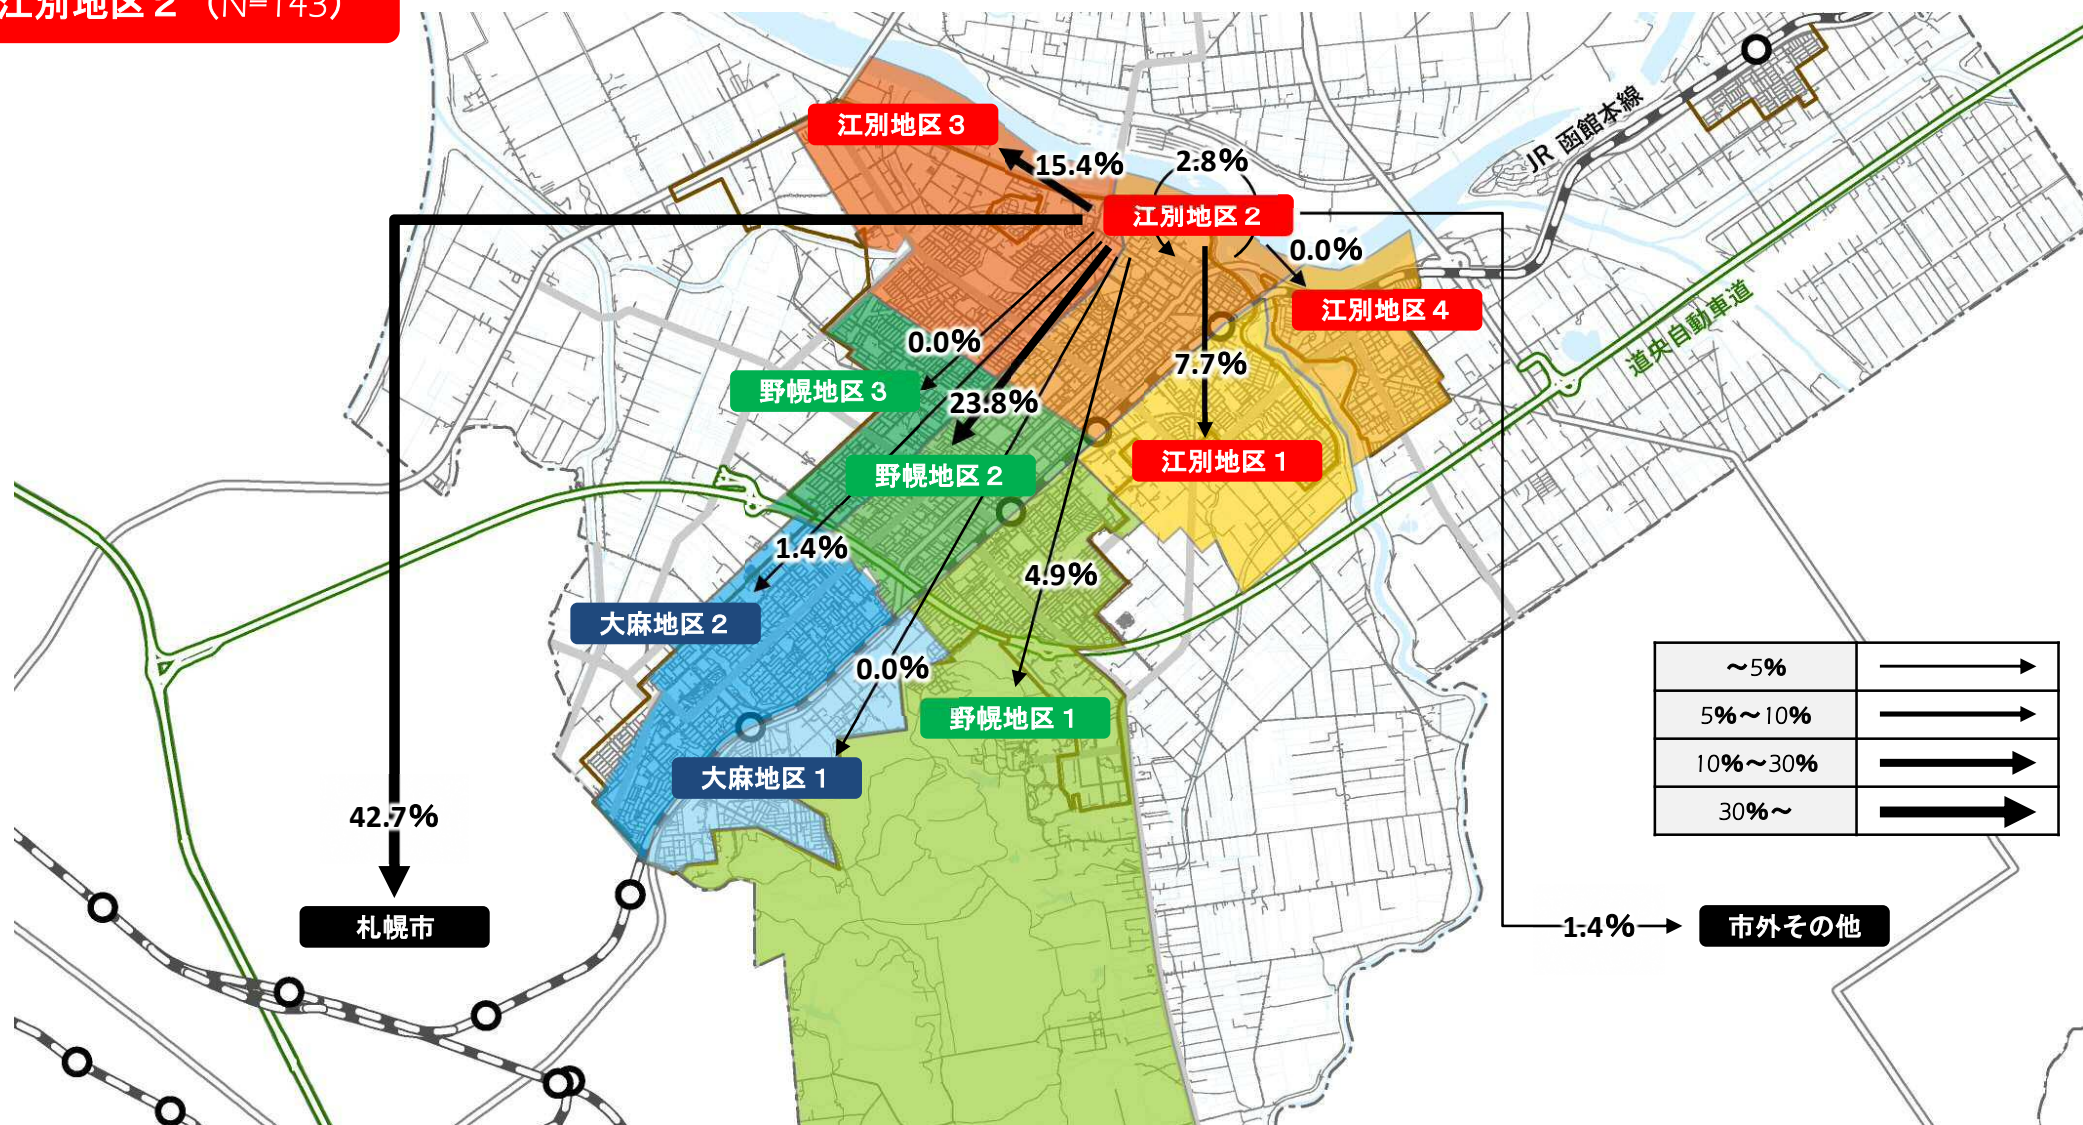 江別地区２（N=143）
江別地区３
15.4%
2.8%
江別地区２
0.0%
江別地区４
JR 函館本線
道央自動車道
0.0%
7.7%
野幌地区３
23.8%
野幌地区２
江別地区１
1.4%
4.9%
大麻地区２
0.0%
野幌地区１
大麻地区１
42.7%
札幌市
1.4%
市外その他
～5%
5%～10%
10%～30%
30%～